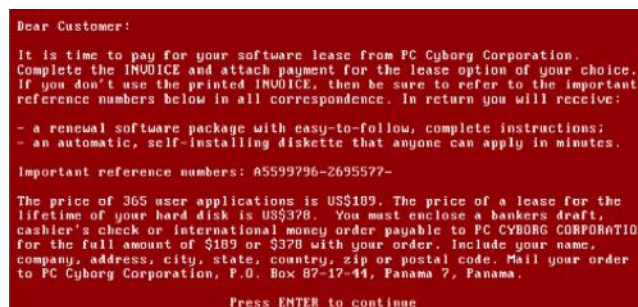 Dear Customer:
It is time to pay for your software lease from PC Cyborg Corporation.
Complete the INVOICE and attach payment for the lease option of your choice.
If you don't use the printed INVOICE, then be sure to refer to the important
reference numbers below in all correspondence. In return you will receive:
- a renewal software package with easy-to-follow, complete instructions;
- an automatic, self-installing diskette that anyone can apply in minutes.
Important reference numbers: A5599796-2695577-
The price of 365 user applications is US$189. The price of a lease for the
lifetime of your hard disk is US$378. You must enclose a bankers draft,
cashier's check or international money order payable to PC CYBORG CORPORATIO
for the full amount of $189 or $378 with your order. Include your name,
company, address, city, state, country, zip or postal code. Mail your order
to PC Cyborg Corporation, P.O. Box 87-17-44, Panama 7, Panama.
Press ENTER to continue